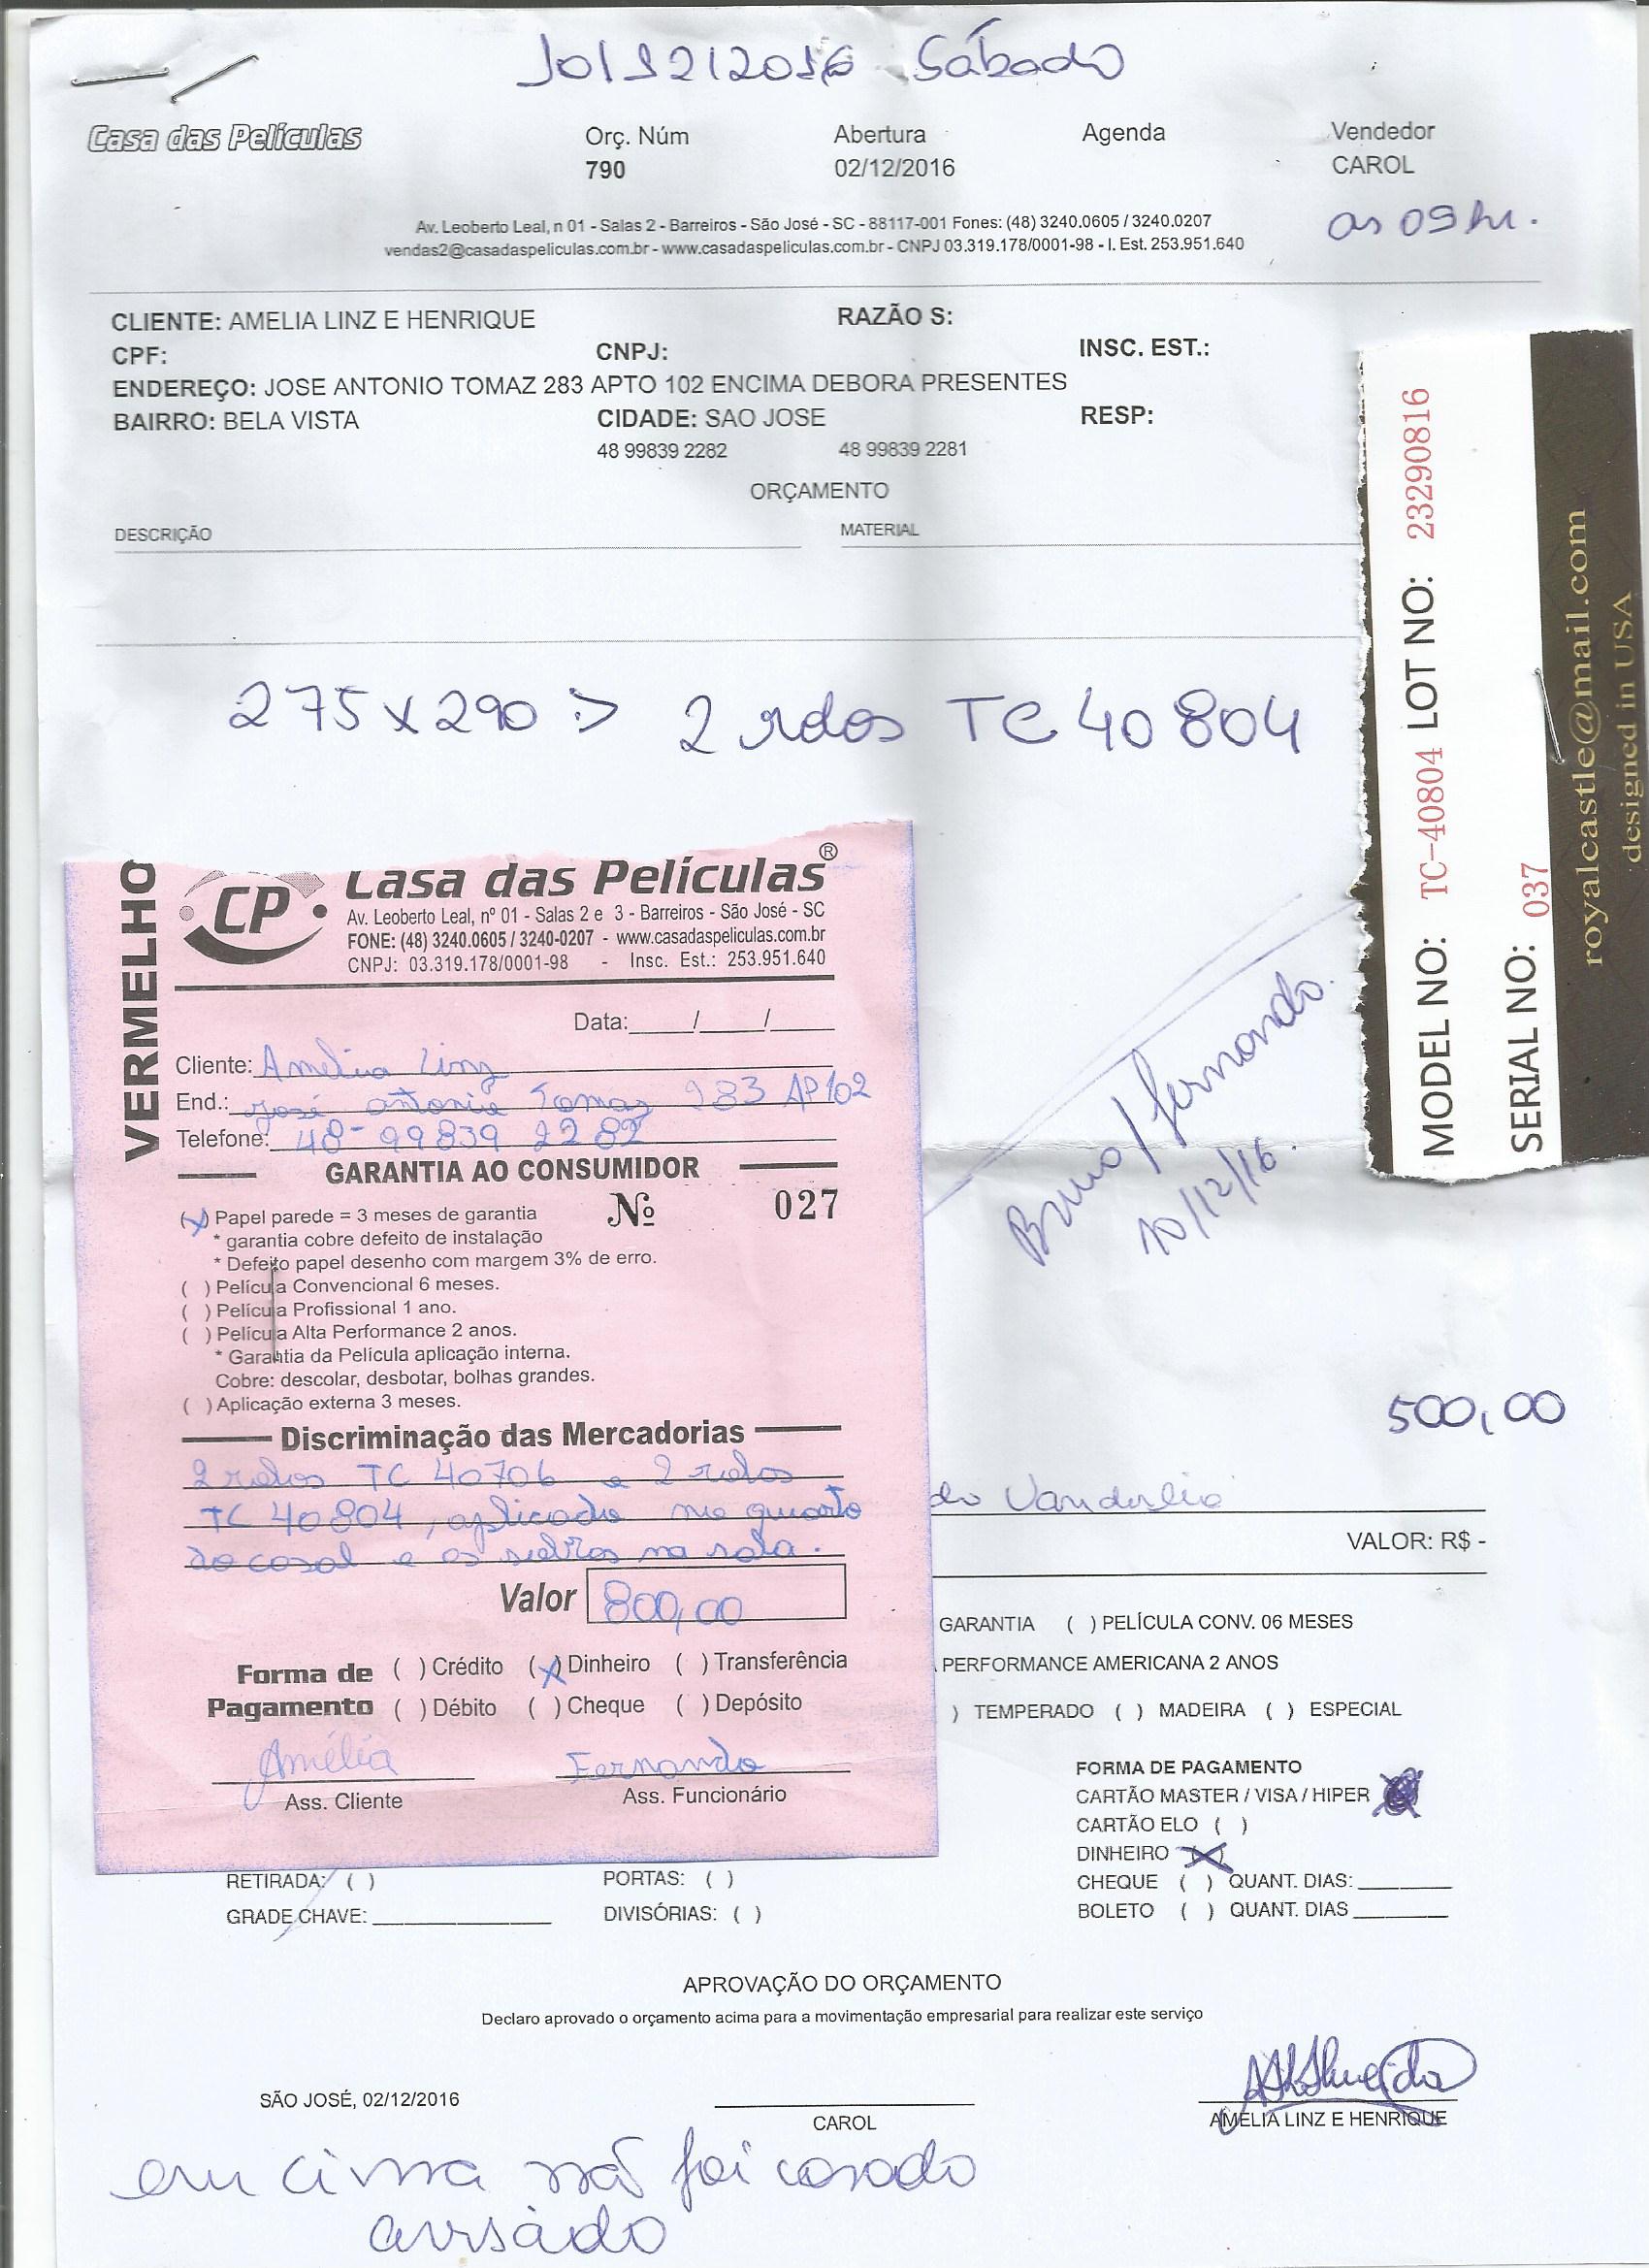 10/12/2016 Sábado
Casa das Películas
Orç. Núm Abertura Agenda Vendedor
790 02/12/2016 CAROL
Av. Leoberto Leal, n 01 - Salas 2 - Barreiros - São José - SC - 88117-001 Fones: (48) 3240.0605 / 3240.0207
as 09 hr.
vendas2@casadaspeliculas.com.br - www.casadaspeliculas.com.br - CNPJ 03.319.178/0001-98 - I. Est. 253.951.640
CLIENTE: AMELIA LINZ E HENRIQUE RAZÃO S:
CPF: CNPJ: INSC. EST.:
ENDEREÇO: JOSE ANTONIO TOMAZ 283 APTO 102 ENCIMA DEBORA PRESENTES
BAIRRO: BELA VISTA CIDADE: SAO JOSE RESP:
48 99839 2282 48 99839 2281
ORÇAMENTO
DESCRIÇÃO MATERIAL
275 x 290 => 2 rolos TC 40804
MODEL NO: TC-40804 LOT NO: 23290816
SERIAL NO: 037
royalcastle@mail.com
designed in USA
VERMELHO
CP
Casa das Películas®
Av. Leoberto Leal, nº 01 - Salas 2 e 3 - Barreiros - São José - SC
FONE: (48) 3240.0605 / 3240-0207 - www.casadaspeliculas.com.br
CNPJ: 03.319.178/0001-98 - Insc. Est.: 253.951.640
Data:____/____/____
Cliente: Amélia Linz
End.: José Antonio Tomaz 283 AP 102
Telefone: 48-99839 2282
GARANTIA AO CONSUMIDOR
Nº 027
(x) Papel parede = 3 meses de garantia
* garantia cobre defeito de instalação
* Defeito papel desenho com margem 3% de erro.
( ) Película Convencional 6 meses.
( ) Película Profissional 1 ano.
( ) Película Alta Performance 2 anos.
* Garantia da Película aplicação interna.
Cobre: descolar, desbotar, bolhas grandes.
( ) Aplicação externa 3 meses.
Discriminação das Mercadorias
2 rolos TC 40706 e 2 rolos
TC 40804, aplicado no quarto
do casal e os outros na sala.
Valor 800,00
Forma de Pagamento
( ) Crédito (x) Dinheiro ( ) Transferência
( ) Débito ( ) Cheque ( ) Depósito
Amélia Fernando
Ass. Cliente Ass. Funcionário
Bruno/Fernando.
10/12/16.
500,00
do Vanderlia
VALOR: R$ -
GARANTIA ( ) PELÍCULA CONV. 06 MESES
PERFORMANCE AMERICANA 2 ANOS
) TEMPERADO ( ) MADEIRA ( ) ESPECIAL
FORMA DE PAGAMENTO
CARTÃO MASTER / VISA / HIPER
CARTÃO ELO ( )
DINHEIRO (x)
CHEQUE ( ) QUANT. DIAS: ________
BOLETO ( ) QUANT. DIAS ________
RETIRADA: ( ) PORTAS: ( )
GRADE CHAVE: ________ DIVISÓRIAS: ( )
APROVAÇÃO DO ORÇAMENTO
Declaro aprovado o orçamento acima para a movimentação empresarial para realizar este serviço
SÃO JOSÉ, 02/12/2016
CAROL
AMELIA LINZ E HENRIQUE
em cima não foi casado
avisado